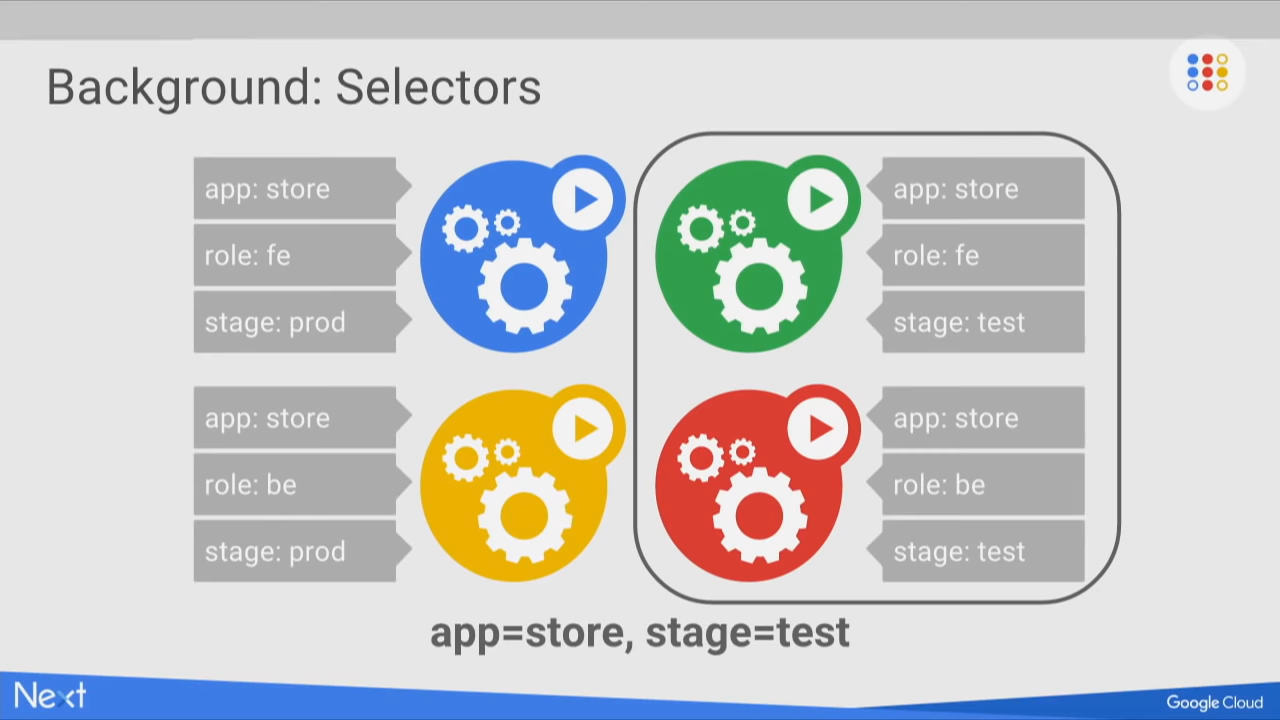 Background: Selectors
app: store
role: fe
stage: prod
app: store
role: fe
stage: test
app: store
role: be
stage: prod
app: store
role: be
stage: test
app=store, stage=test
Next
Google Cloud